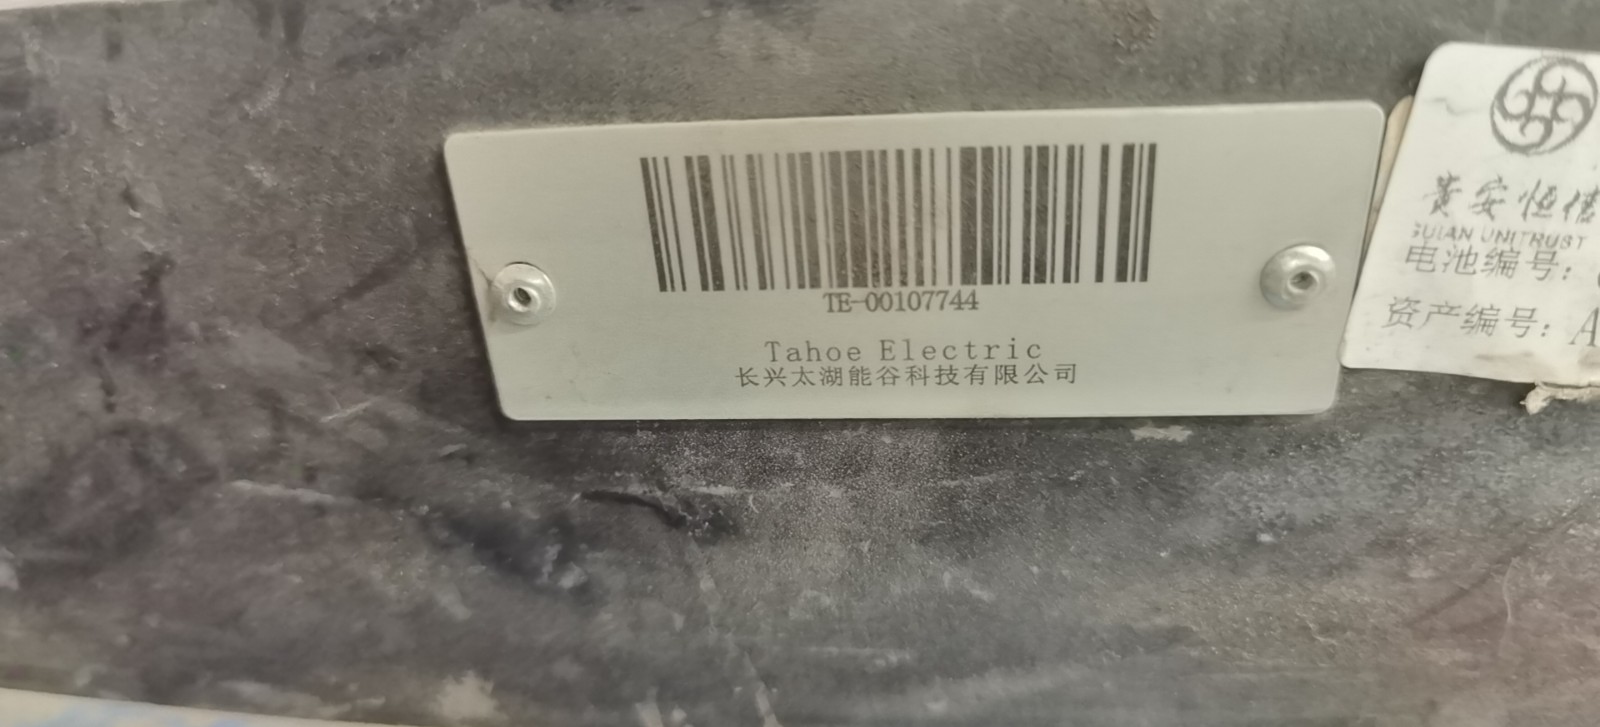 TE-00107744
Tahoe Electric
长兴太湖能谷科技有限公司
贵安恒信
GUIAN UNITRUST
电池编号：
资产编号：A